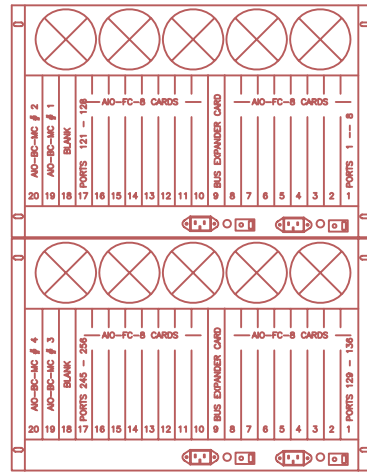 AIO-BC-MC # 2
AIO-BC-MC # 1
BLANK
PORTS 121 - 128
AIO-FC-8 CARDS
BUS EXPANDER CARD
AIO-FC-8 CARDS
PORTS 1 -- 8
20 19 18 17 16 15 14 13 12 11 10 9 8 7 6 5 4 3 2 1
AIO-BC-MC # 4
AIO-BC-MC # 3
BLANK
PORTS 245 - 256
AIO-FC-8 CARDS
BUS EXPANDER CARD
AIO-FC-8 CARDS
PORTS 129 - 136
20 19 18 17 16 15 14 13 12 11 10 9 8 7 6 5 4 3 2 1